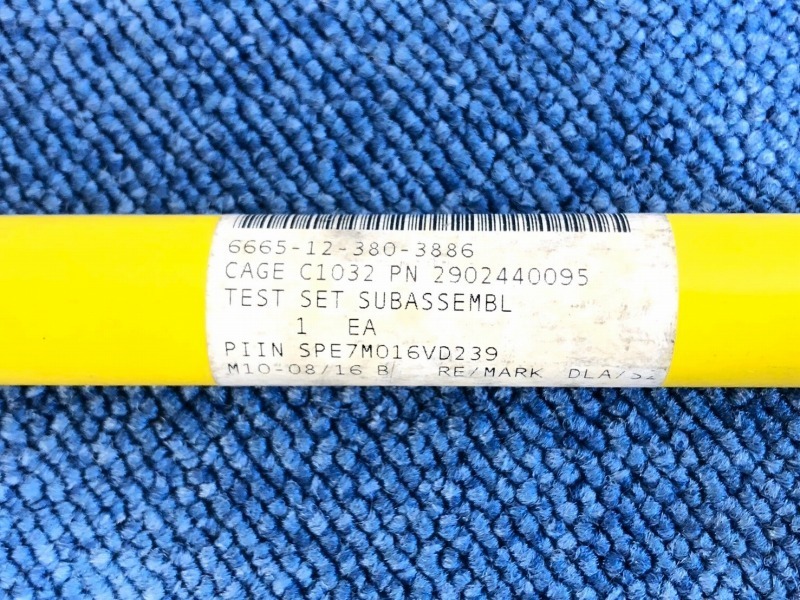 6665-12-380-3886
CAGE C1032 PN 2902440095
TEST SET SUBASSEMBL
1 EA
PIIN SPE7M016VD239
M10-08/16 B RE/MARK